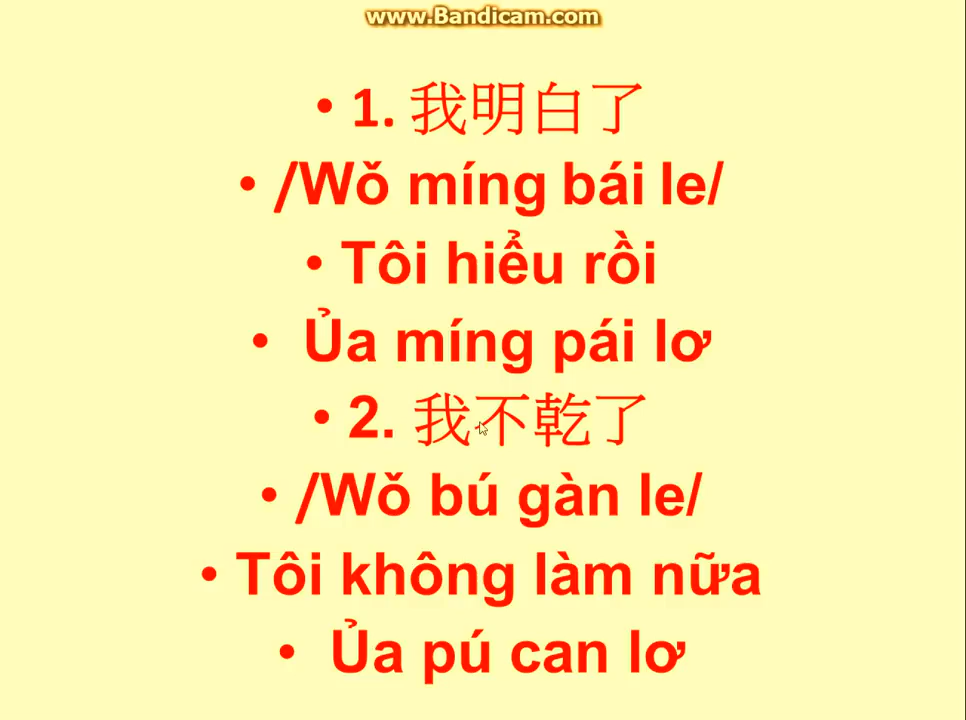 www.Bandicam.com
• 1. 我明白了
• /Wǒ míng bái le/
• Tôi hiểu rồi
• Ủa míng pái lơ
• 2. 我不乾了
• /Wǒ bú gàn le/
• Tôi không làm nữa
• Ủa pú can lơ